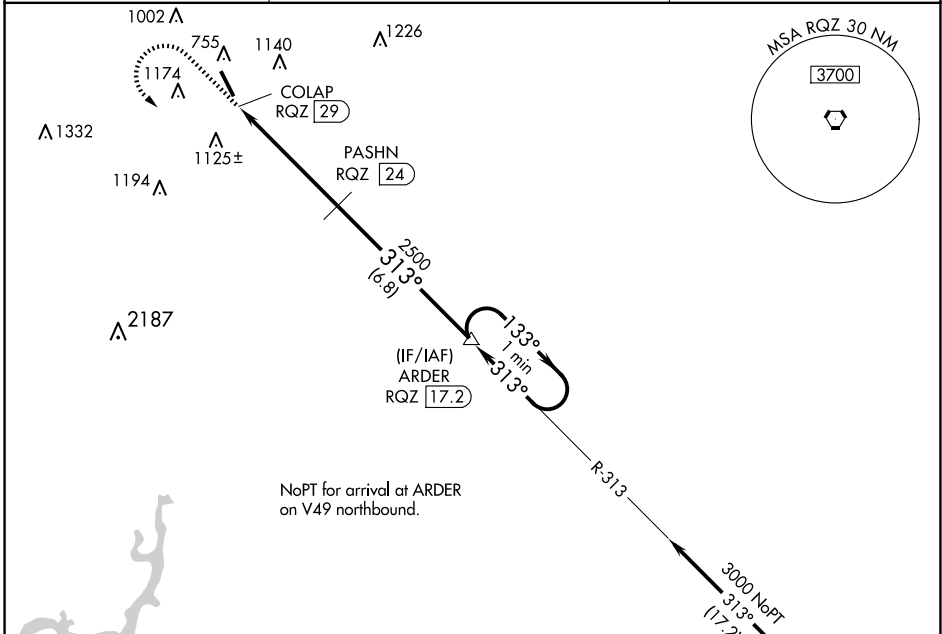 1002
755
1140
1226
MSA RQZ 30 NM
3700
1174
COLAP
RQZ 29
1332
1125±
PASHN
RQZ 24
1194
2500
313°
(6.8)
2187
133°
1 min
313°
(IF/IAF)
ARDER
RQZ 17.2
R-313
NoPT for arrival at ARDER
on V49 northbound.
3000 NoPT
313°
(17.2)